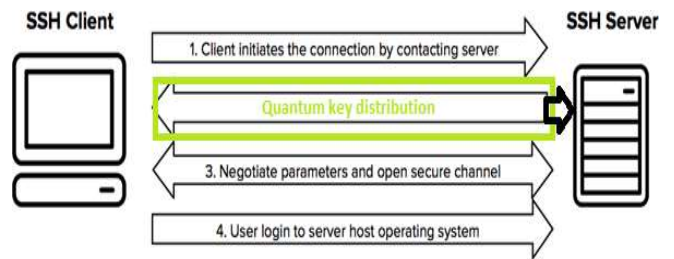 SSH Client
SSH Server
1. Client initiates the connection by contacting server
Quantum key distribution
3. Negotiate parameters and open secure channel
4. User login to server host operating system